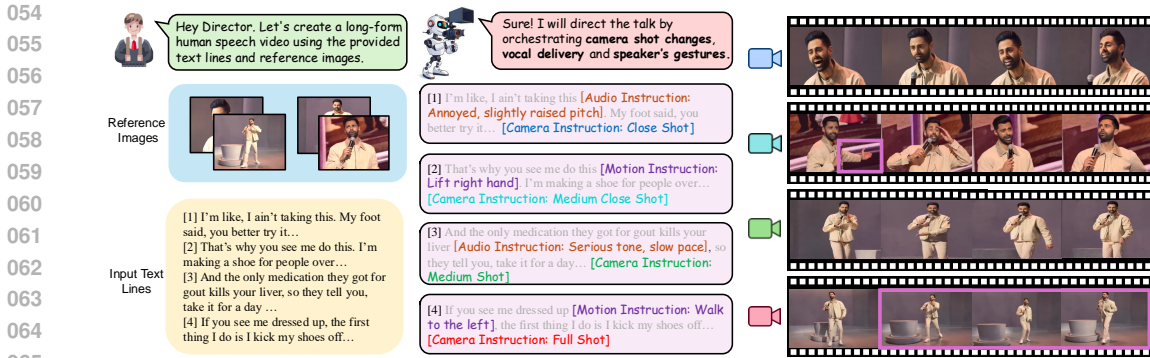 054
055
056
057
058
059
060
061
062
063
064
Hey Director. Let's create a long-form
human speech video using the provided
text lines and reference images.
Sure! I will direct the talk by
orchestrating camera shot changes,
vocal delivery and speaker's gestures.
Reference
Images
Input Text
Lines
[1] I'm like, I ain't taking this. My foot
said, you better try it…
[2] That's why you see me do this. I'm
making a shoe for people over…
[3] And the only medication they got for
gout kills your liver, so they tell you,
take it for a day …
[4] If you see me dressed up, the first
thing I do is I kick my shoes off…
[1] I'm like, I ain't taking this [Audio Instruction:
Annoyed, slightly raised pitch]. My foot said, you
better try it… [Camera Instruction: Close Shot]
[2] That's why you see me do this [Motion Instruction:
Lift right hand]. I'm making a shoe for people over…
[Camera Instruction: Medium Close Shot]
[3] And the only medication they got for gout kills your
liver [Audio Instruction: Serious tone, slow pace], so
they tell you, take it for a day… [Camera Instruction:
Medium Shot]
[4] If you see me dressed up [Motion Instruction: Walk
to the left], the first thing I do is I kick my shoes off…
[Camera Instruction: Full Shot]